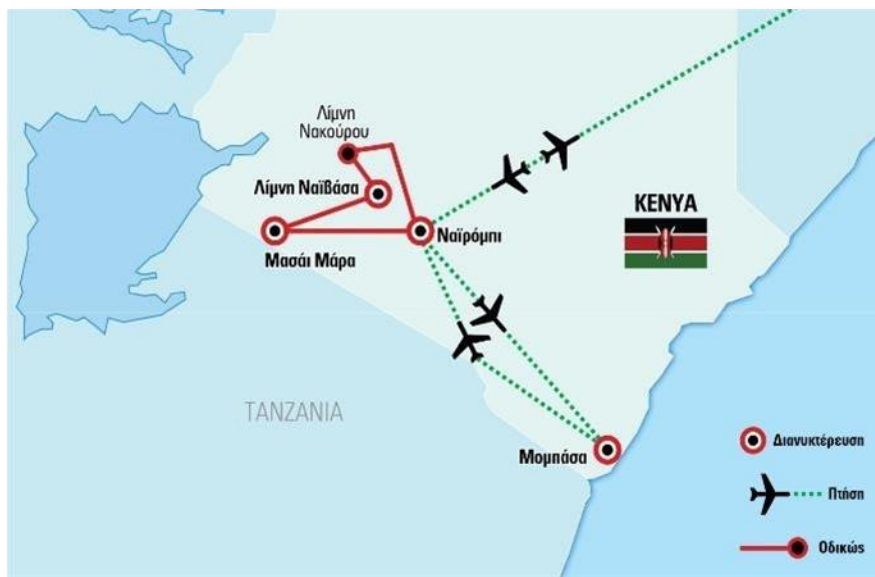 Λίμνη
Νακούρου
Λίμνη Ναϊβάσα
KENYA
Ναϊρόμπι
Μασάι Μάρα
TANZANIA
Μομπάσα
Διανυκτέρευση
Πτήση
Οδικώς